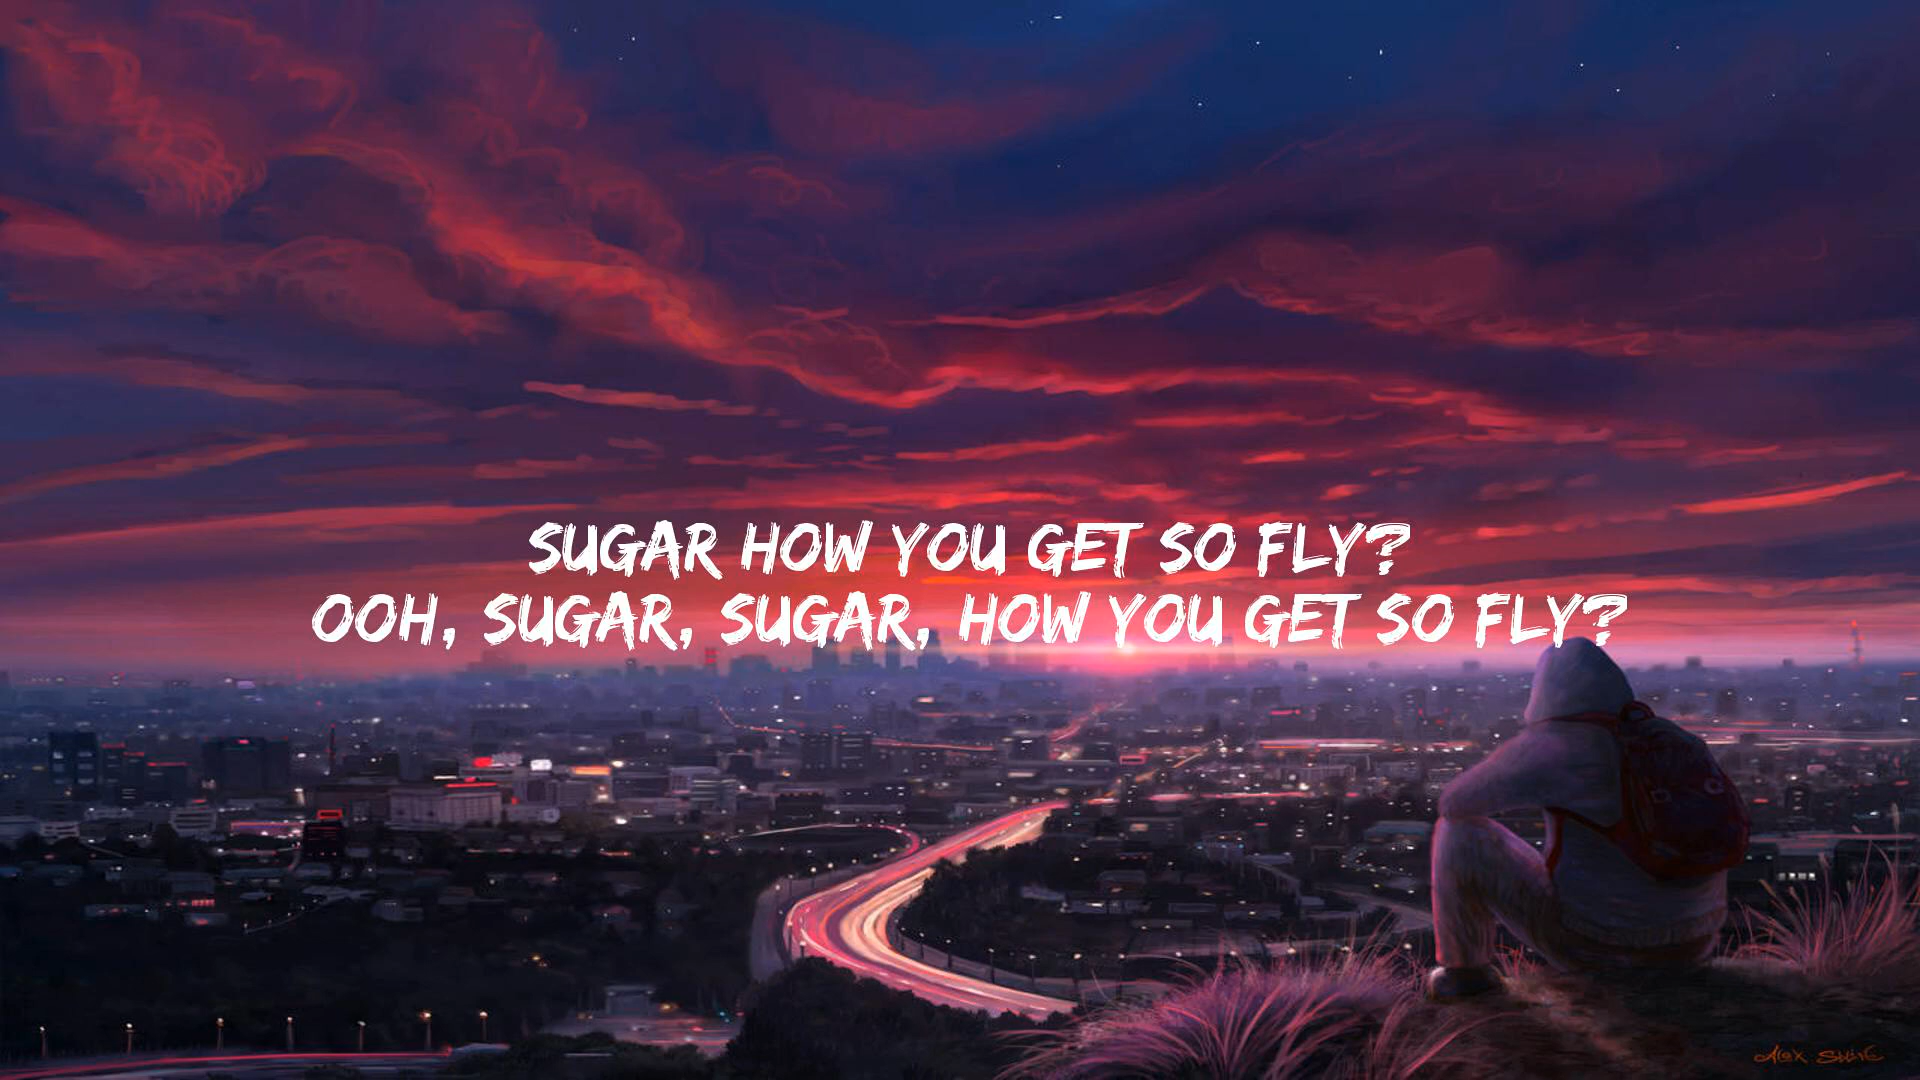 SUGAR HOW YOU GET SO FLY?
OOH, SUGAR, SUGAR, HOW YOU GET SO FLY?